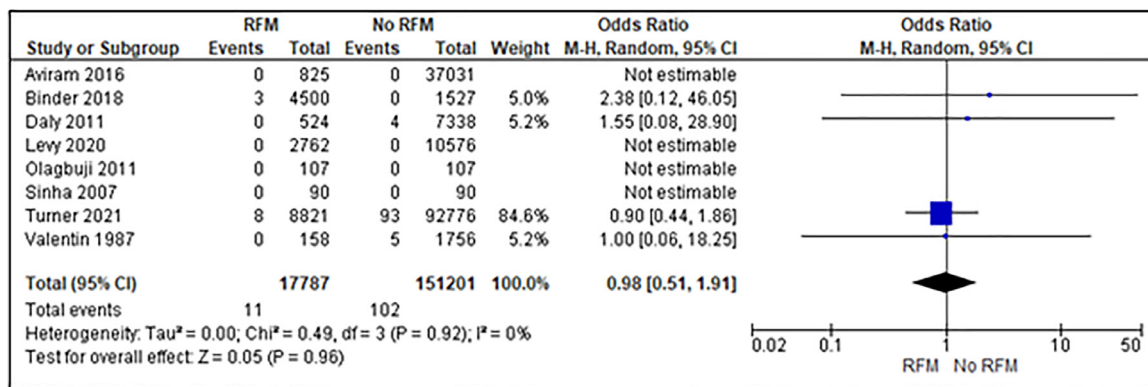 RFM No RFM Odds Ratio Odds Ratio
Study or Subgroup Events Total Events Total Weight M-H, Random, 95% CI M-H, Random, 95% CI
Aviram 2016 0 825 0 37031 Not estimable
Binder 2018 3 4500 0 1527 5.0% 2.38 [0.12, 46.05]
Daly 2011 0 524 4 7338 5.2% 1.55 [0.08, 28.90]
Levy 2020 0 2762 0 10576 Not estimable
Olagbuji 2011 0 107 0 107 Not estimable
Sinha 2007 0 90 0 90 Not estimable
Turner 2021 8 8821 93 92776 84.6% 0.90 [0.44, 1.86]
Valentin 1987 0 158 5 1756 5.2% 1.00 [0.06, 18.25]
Total (95% CI) 17787 151201 100.0% 0.98 [0.51, 1.91]
Total events 11 102
Heterogeneity: Tau² = 0.00; Chi² = 0.49, df = 3 (P = 0.92); I² = 0%
Test for overall effect: Z = 0.05 (P = 0.96)
0.02 0.1 1 10 50
RFM No RFM